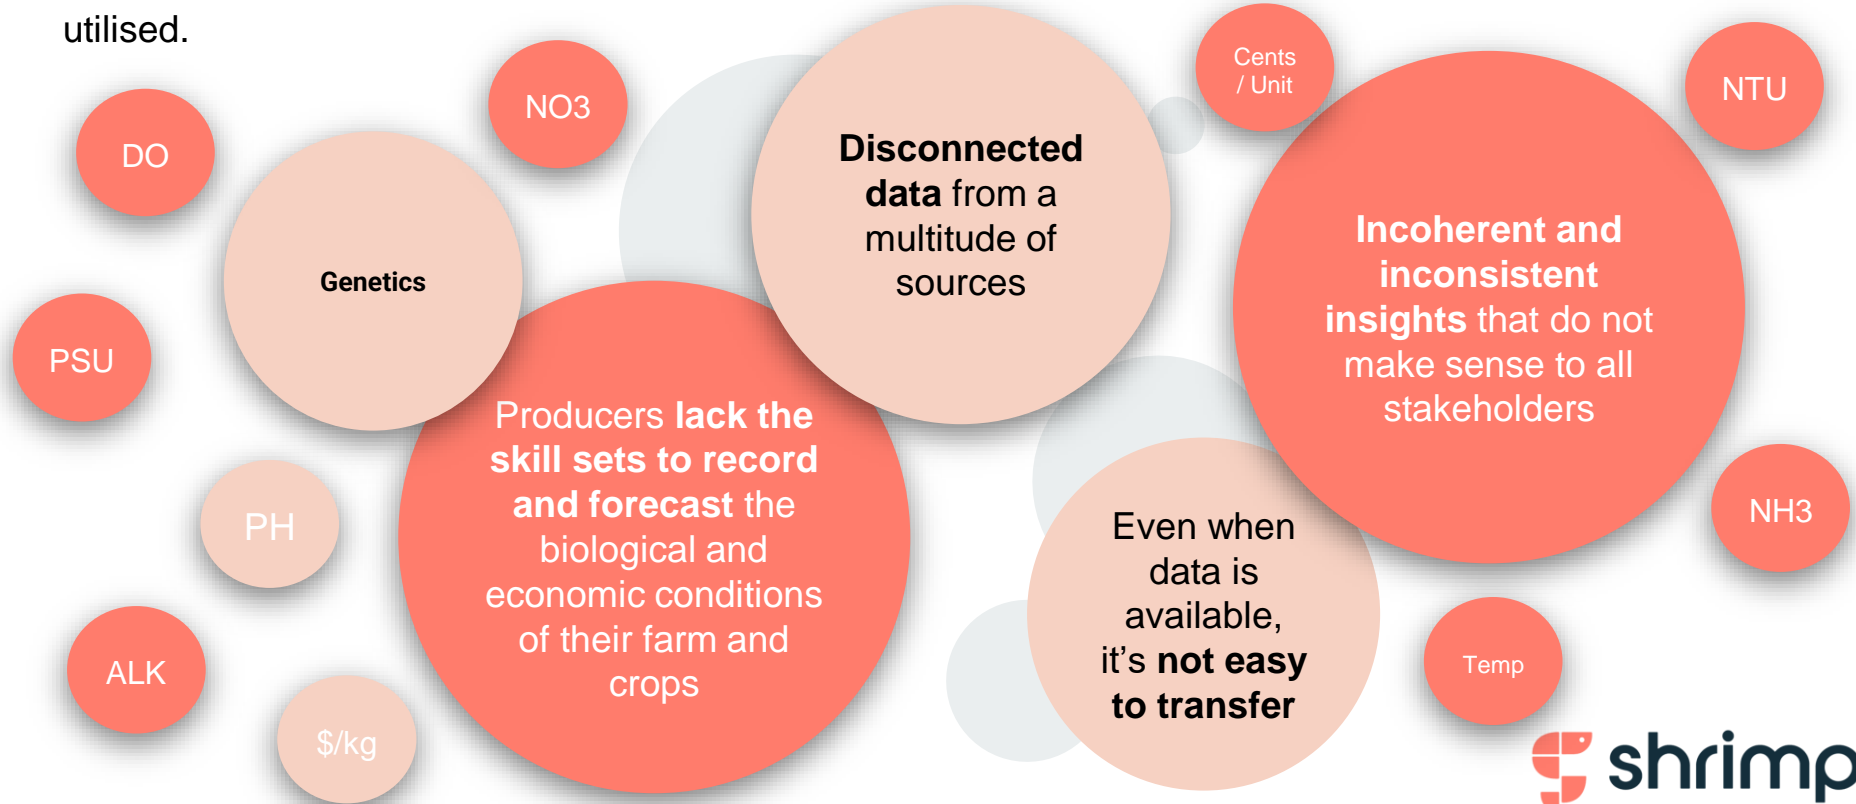 utilised.
DO
NO3
Genetics
PSU
PH
ALK
$/kg
Producers lack the
skill sets to record
and forecast the
biological and
economic conditions
of their farm and
crops
Disconnected
data from a
multitude of
sources
Cents
/ Unit
NTU
Incoherent and
inconsistent
insights that do not
make sense to all
stakeholders
Even when
data is
available,
it’s not easy
to transfer
NH3
Temp
shrimp